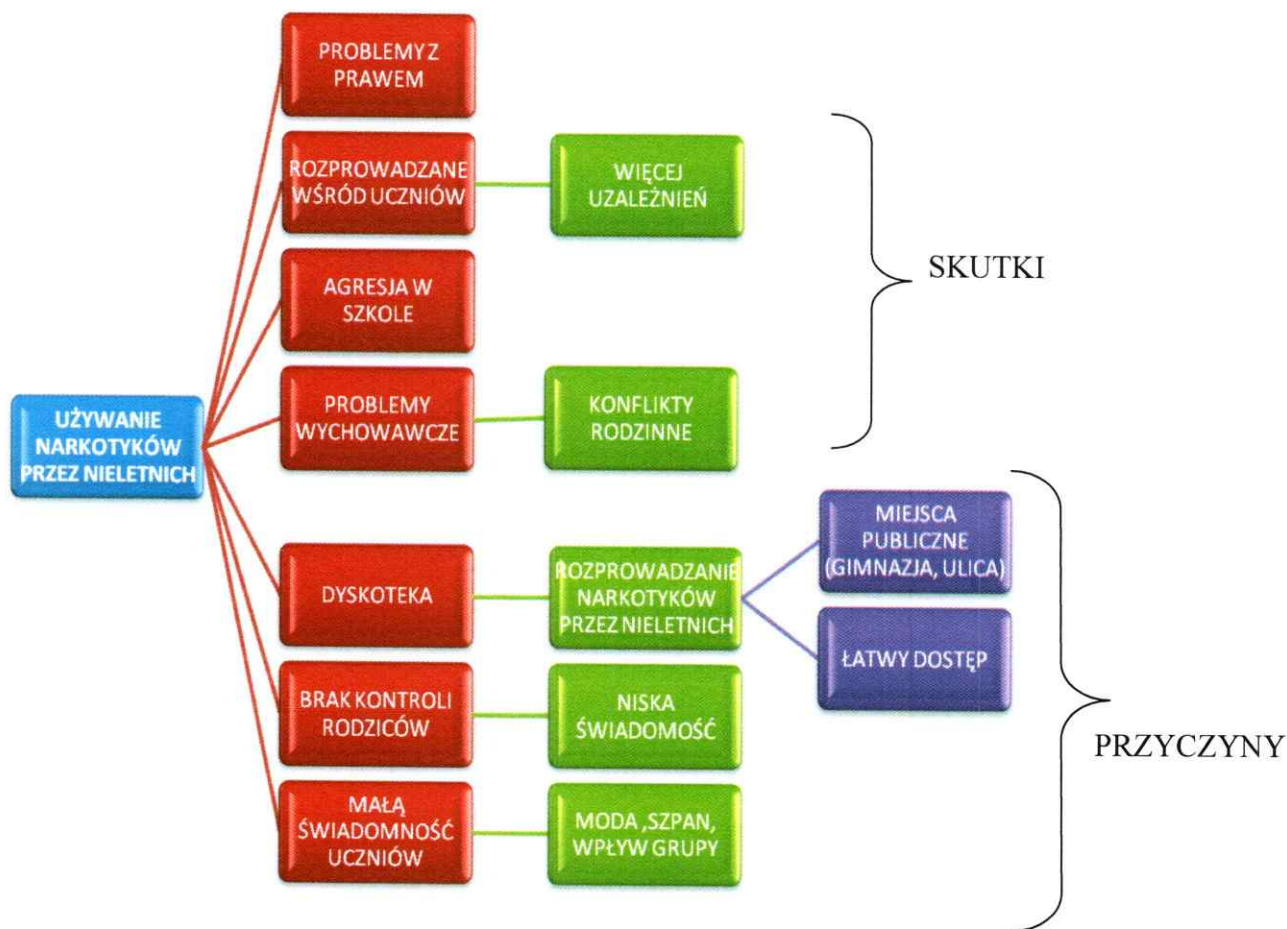 PROBLEMY Z
PRAWEM
ROZPROWADZANE
WŚRÓD UCZNIÓW
WIĘCEJ
UZALEŻNIEŃ
AGRESJA W
SZKOLE
SKUTKI
PROBLEMY
WYCHOWAWCZE
KONFLIKTY
RODZINNE
UŻYWANIE
NARKOTYKÓW
PRZEZ NIELETNICH
MIEJSCA
PUBLICZNE
(GIMNAZJA, ULICA)
DYSKOTEKA
ROZPROWADZANIE
NARKOTYKÓW
PRZEZ NIELETNICH
ŁATWY DOSTĘP
BRAK KONTROLI
RODZICÓW
NISKA
ŚWIADOMOŚĆ
PRZYCZYNY
MAŁĄ
ŚWIADOMNOŚĆ
UCZNIÓW
MODA ,SZPAN,
WPŁYW GRUPY